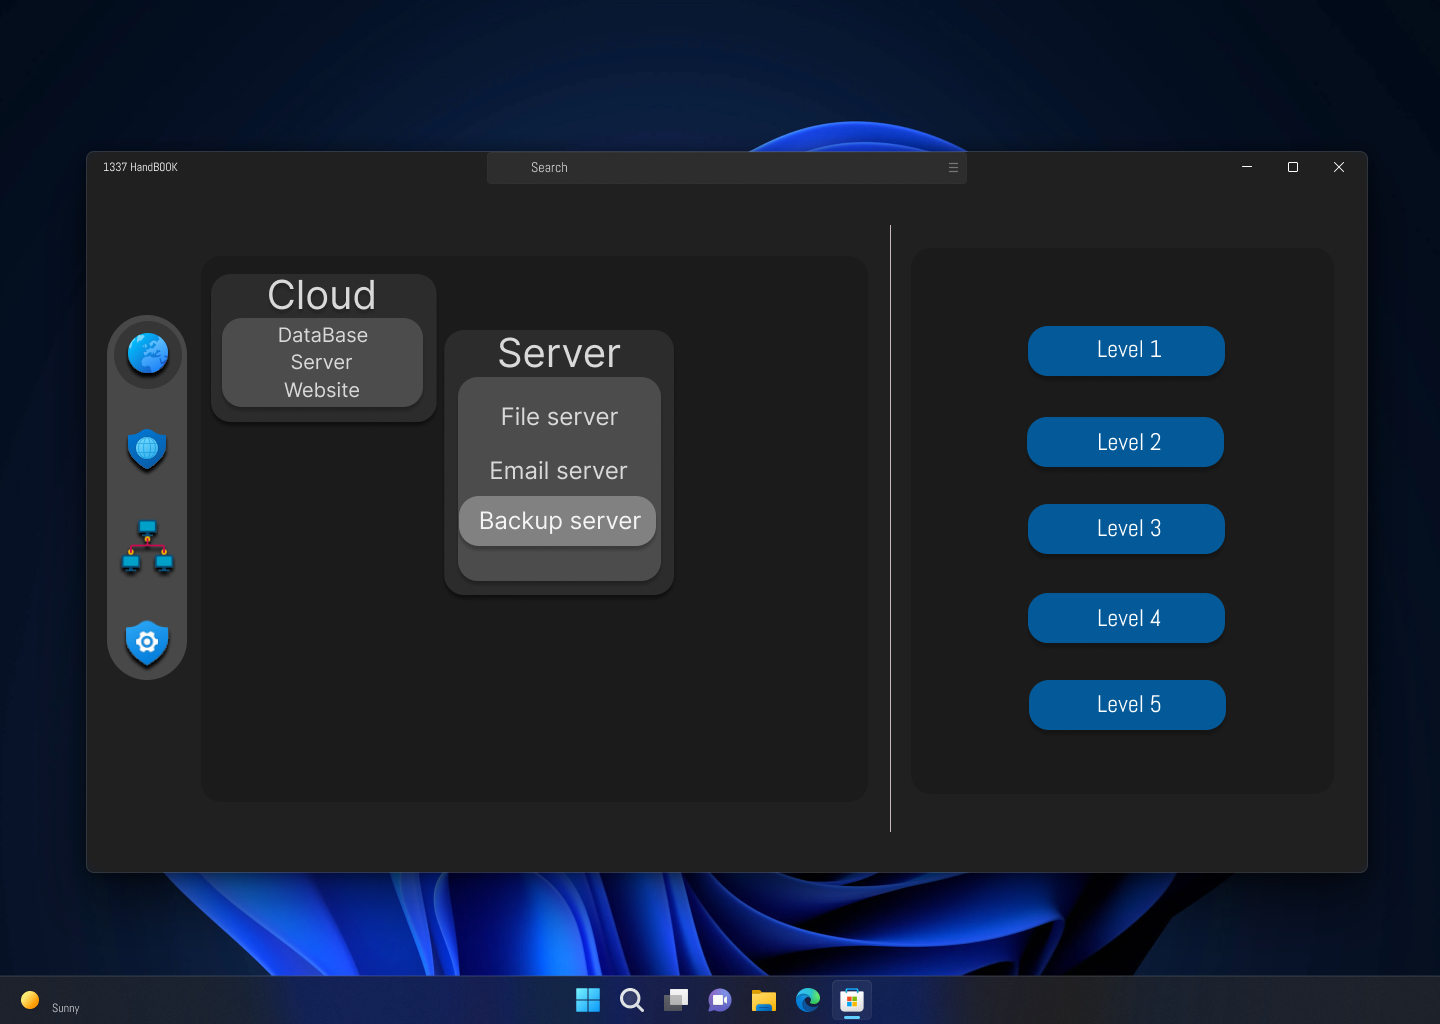 1337 HandBOOK
Search
Cloud
DataBase
Server
Website
Server
File server
Email server
Backup server
Level 1
Level 2
Level 3
Level 4
Level 5
Sunny